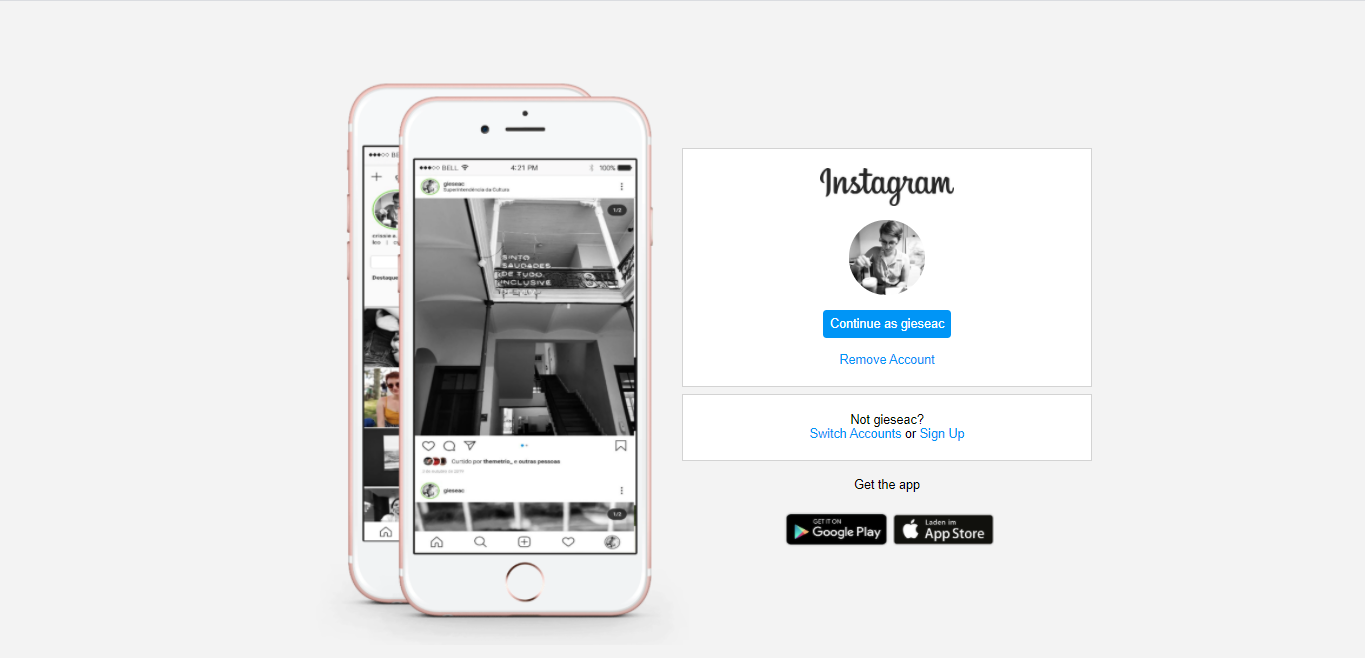 BELL 4:21 PM 100%
gieseac
Superintendência da Cultura
1/2
SINTO
SAUDADES
DE TUDO.
INCLUSIVE
Curtido por themetrio_ e outras pessoas
gieseac
1/2
BE
Destaque
Instagram
Continue as gieseac
Remove Account
Not gieseac?
Switch Accounts or Sign Up
Get the app
GET IT ON
Google Play
Laden im
App Store